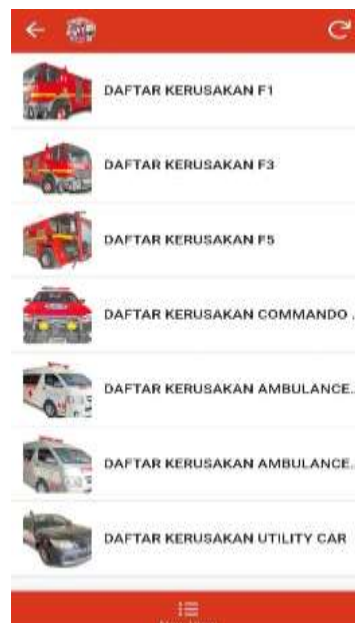 DAFTAR KERUSAKAN F1
DAFTAR KERUSAKAN F3
DAFTAR KERUSAKAN F5
DAFTAR KERUSAKAN COMMANDO .
DAFTAR KERUSAKAN AMBULANCE..
DAFTAR KERUSAKAN AMBULANCE..
DAFTAR KERUSAKAN UTILITY CAR